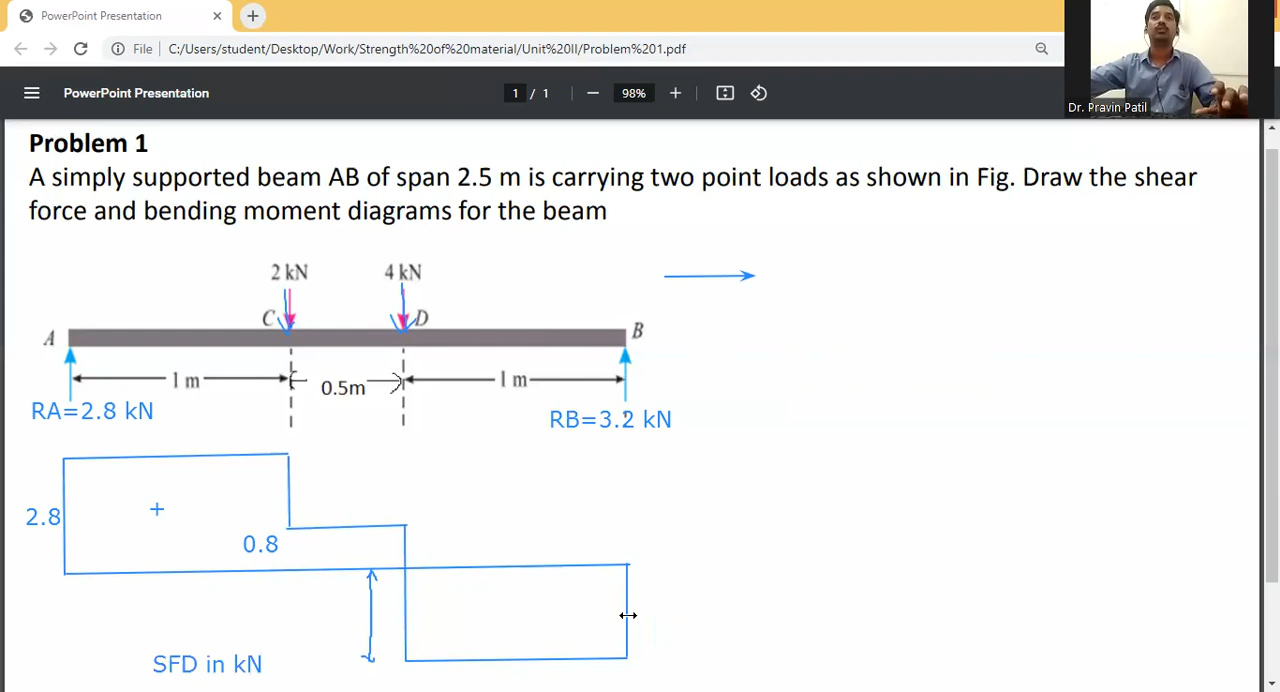 PowerPoint Presentation
File C:/Users/student/Desktop/Work/Strength%20of%20material/Unit%20II/Problem%201.pdf
PowerPoint Presentation 1 / 1 98%
Dr. Pravin Patil
Problem 1
A simply supported beam AB of span 2.5 m is carrying two point loads as shown in Fig. Draw the shear
force and bending moment diagrams for the beam
2 kN 4 kN
C D
A B
1 m 0.5m 1 m
RA=2.8 kN RB=3.2 kN
2.8 +
0.8
SFD in kN